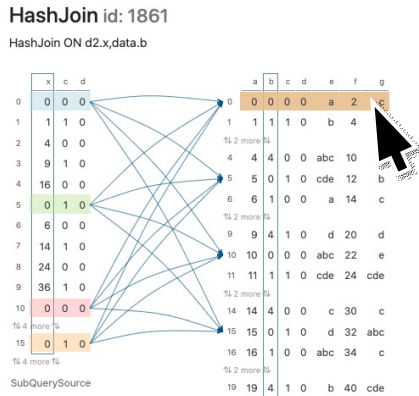 HashJoin id: 1861
HashJoin ON d2.x,data.b
x c d
0 0 0 0
1 1 1 0
2 4 0 0
3 9 1 0
4 16 0 0
5 0 1 0
6 6 0 0
7 14 1 0
8 24 0 0
9 36 1 0
10 0 0 0
⇅ 4 more ⇅
15 0 1 0
⇅ 4 more ⇅
SubQuerySource
a b c d e f g
0 0 0 0 0 a 2 c
1 1 1 1 0 b 4
⇅ 2 more ⇅
4 4 4 0 0 abc 10
5 5 0 1 0 cde 12 b
6 6 1 0 0 a 14 c
⇅ 2 more ⇅
9 9 4 1 0 d 20 d
10 10 0 0 0 abc 22 e
11 11 1 1 0 cde 24 cde
⇅ 2 more ⇅
14 14 4 0 0 c 30 c
15 15 0 1 0 d 32 abc
16 16 1 0 0 abc 34 c
⇅ 2 more ⇅
19 19 4 1 0 b 40 cde